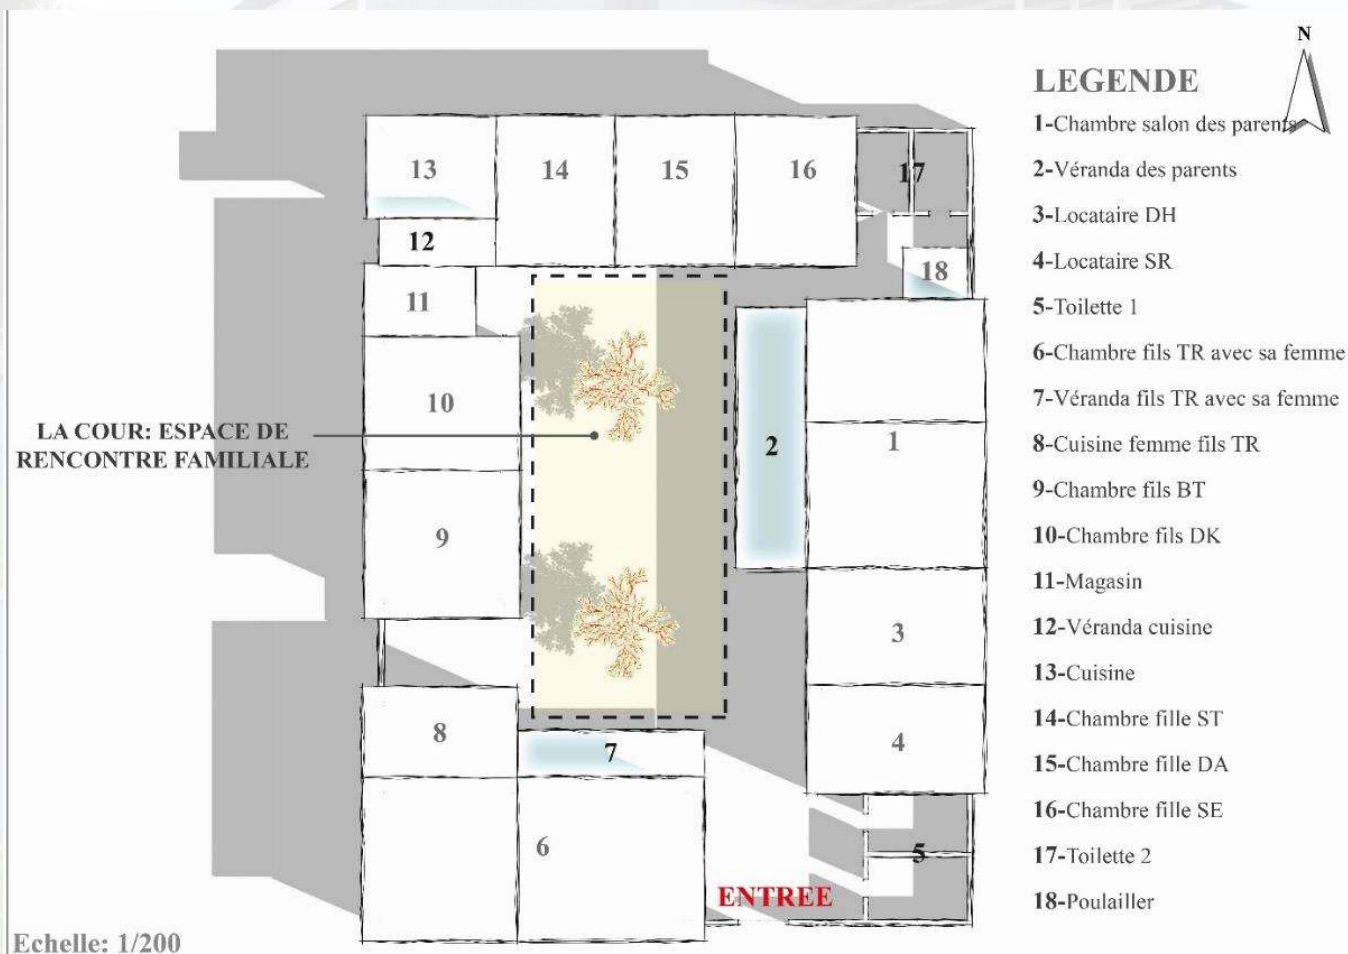 N
LEGENDE
1-Chambre salon des parents
2-Véranda des parents
3-Locataire DH
4-Locataire SR
5-Toilette 1
6-Chambre fils TR avec sa femme
7-Véranda fils TR avec sa femme
8-Cuisine femme fils TR
9-Chambre fils BT
10-Chambre fils DK
11-Magasin
12-Véranda cuisine
13-Cuisine
14-Chambre fille ST
15-Chambre fille DA
16-Chambre fille SE
17-Toilette 2
18-Poulailler
13
14
15
16
17
12
18
11
10
LA COUR: ESPACE DE
RENCONTRE FAMILIALE
2
1
9
3
8
7
4
6
5
ENTREE
Echelle: 1/200